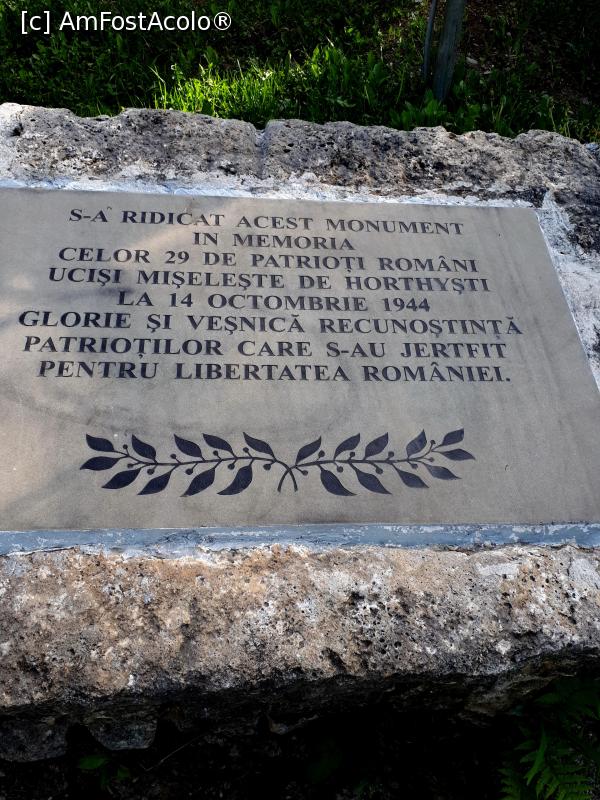 [c] AmFostAcolo®
S-A RIDICAT ACEST MONUMENT
IN MEMORIA
CELOR 29 DE PATRIOȚI ROMÂNI
UCIȘI MIȘELEȘTE DE HORTHYȘTI
LA 14 OCTOMBRIE 1944
GLORIE ȘI VEȘNICĂ RECUNOȘTINȚĂ
PATRIOȚILOR CARE S-AU JERTFIT
PENTRU LIBERTATEA ROMÂNIEI.